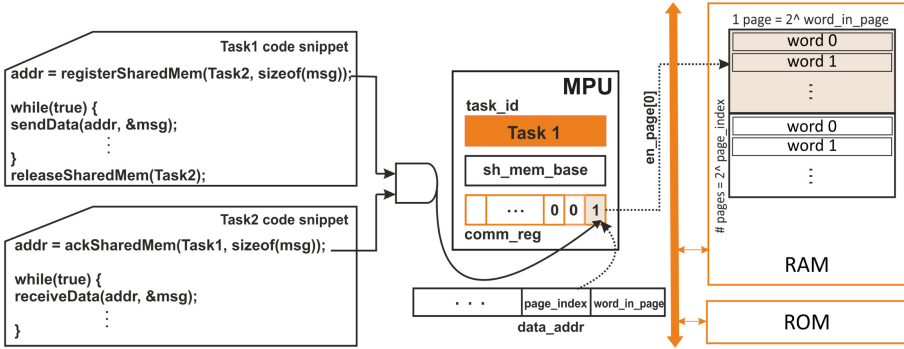 Task1 code snippet
addr = registerSharedMem(Task2, sizeof(msg));
while(true) {
sendData(addr, &msg);
⋮
}
releaseSharedMem(Task2);
Task2 code snippet
addr = ackSharedMem(Task1, sizeof(msg));
while(true) {
receiveData(addr, &msg);
⋮
}
MPU
task_id
Task 1
sh_mem_base
... 0 0 1
comm_reg
. . . page_index word_in_page
data_addr
en_page[0]
1 page = 2^ word_in_page
# pages = 2^ page_index
word 0
word 1
⋮
word 0
word 1
⋮
RAM
ROM